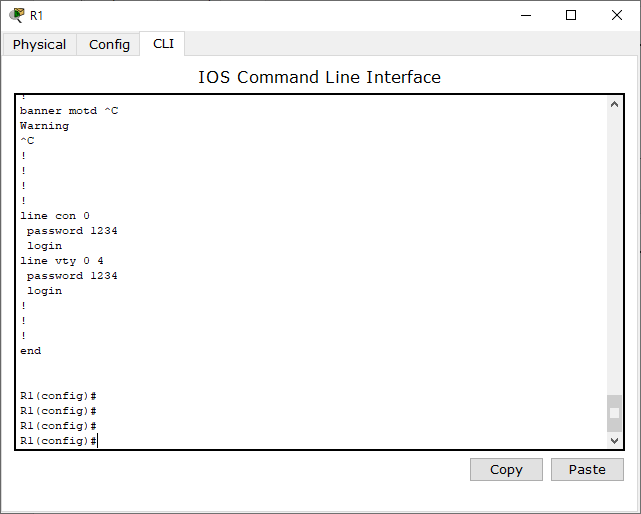 R1
Physical Config CLI
IOS Command Line Interface
!
banner motd ^C
Warning
^C
!
!
!
!
line con 0
 password 1234
 login
line vty 0 4
 password 1234
 login
!
!
!
end
R1(config)#
R1(config)#
R1(config)#
R1(config)#
Copy Paste